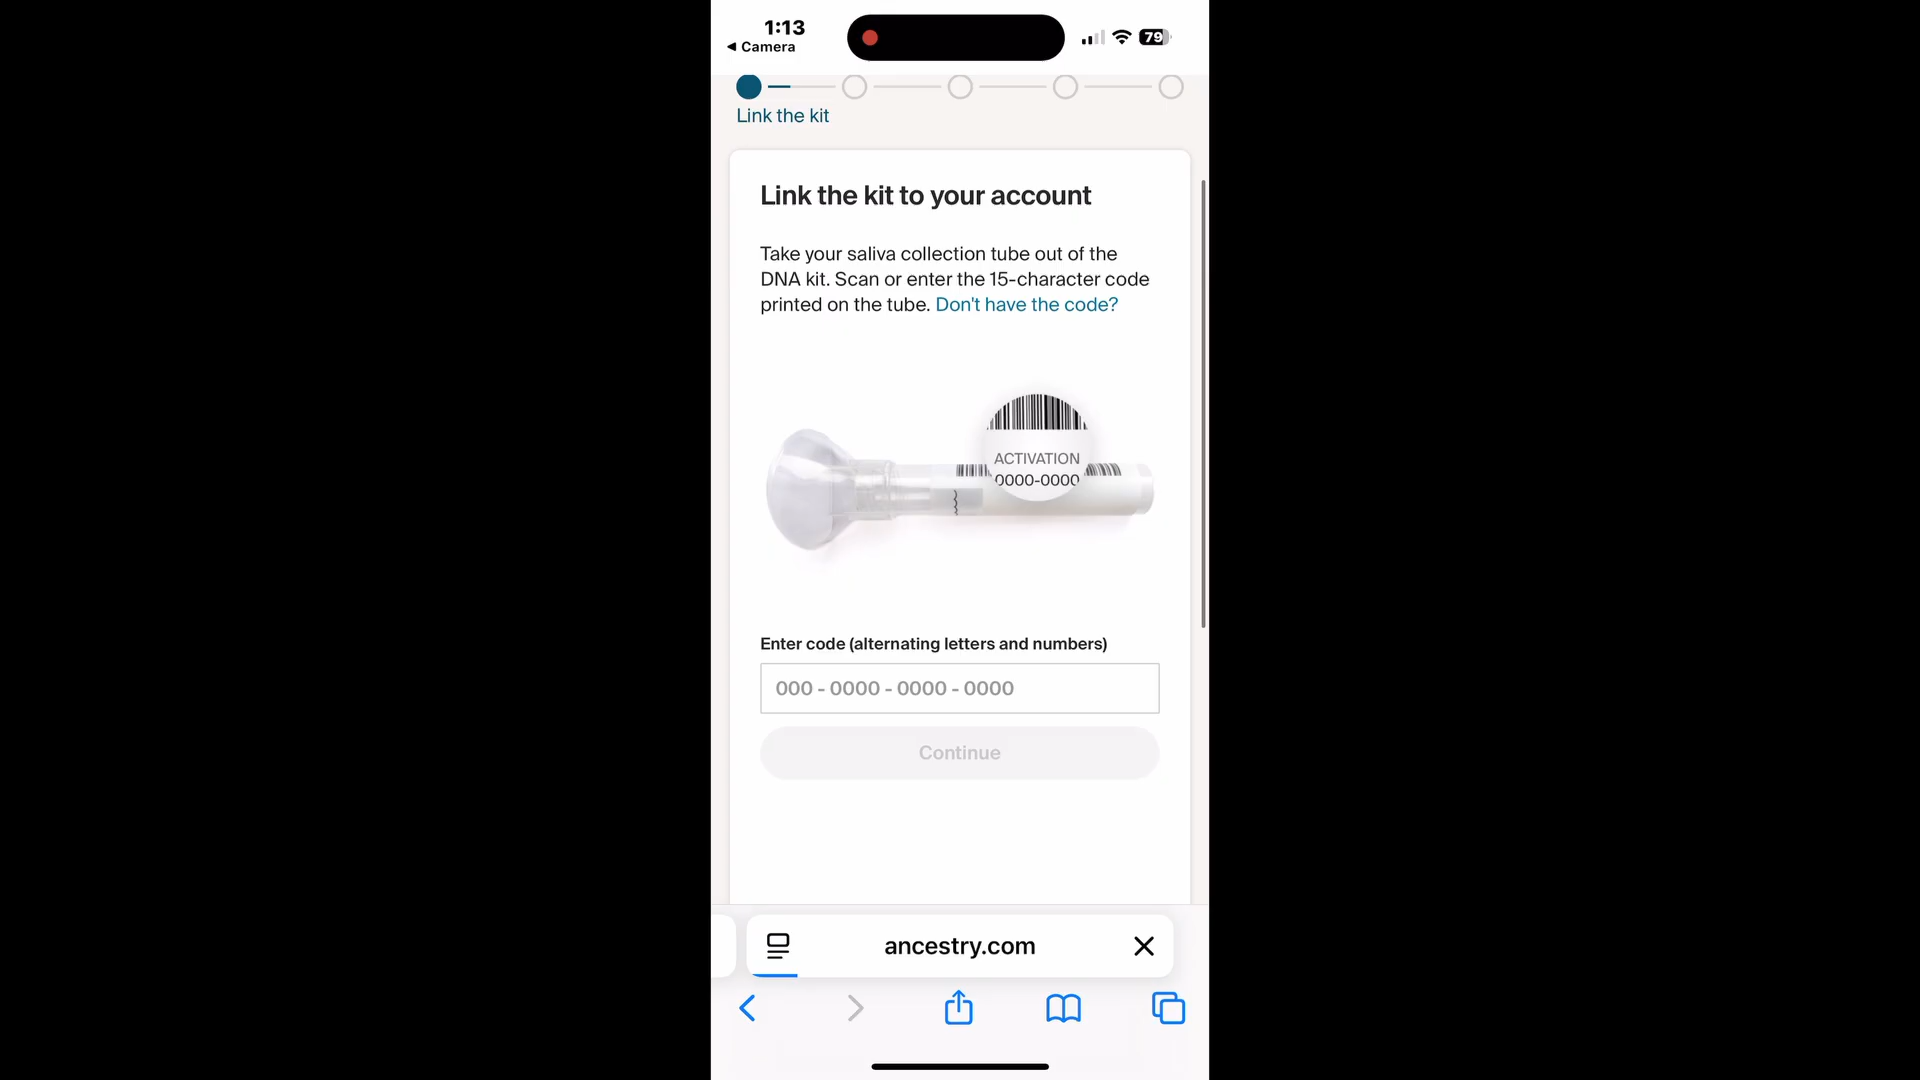 1:13
Camera
79
Link the kit
Link the kit to your account
Take your saliva collection tube out of the
DNA kit. Scan or enter the 15-character code
printed on the tube. Don't have the code?
ACTIVATION
0000-0000
Enter code (alternating letters and numbers)
000 - 0000 - 0000 - 0000
Continue
ancestry.com